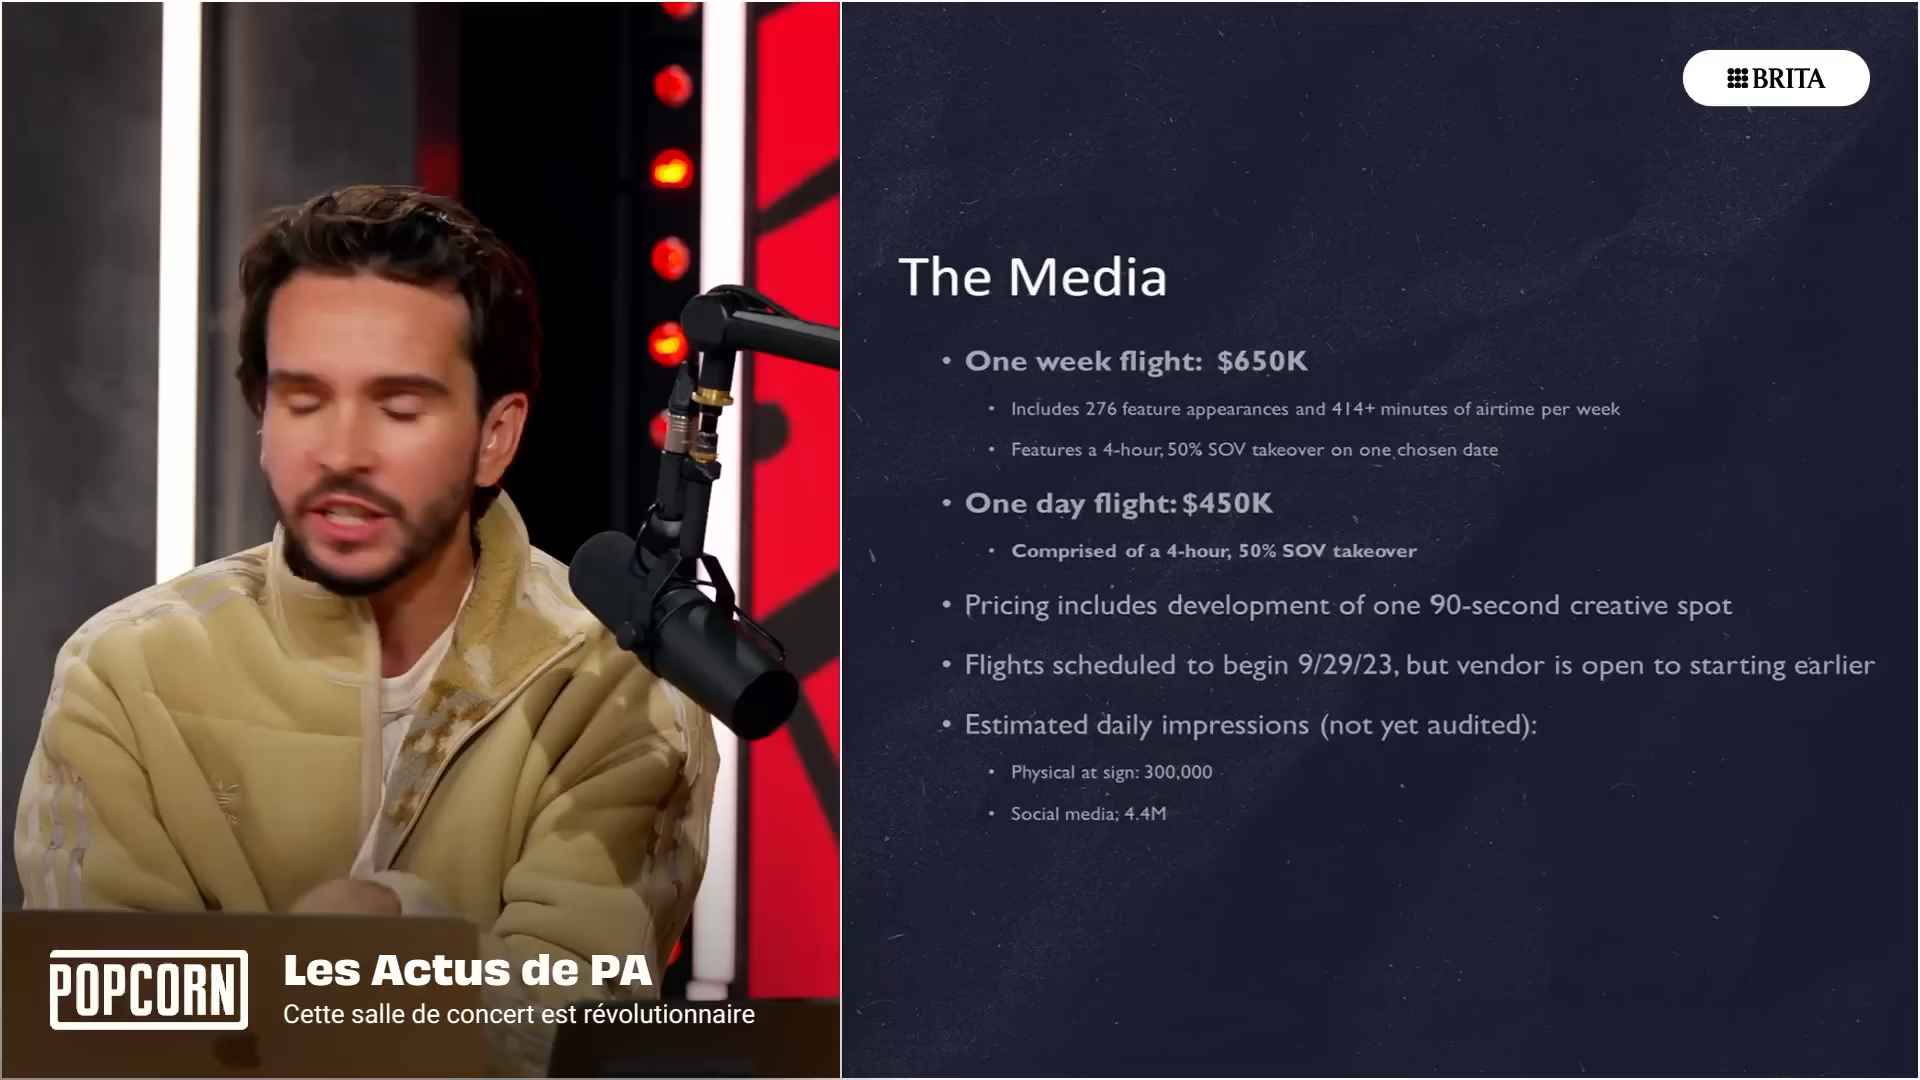 BRITA
The Media
• One week flight: $650K
• Includes 276 feature appearances and 414+ minutes of airtime per week
• Features a 4-hour, 50% SOV takeover on one chosen date
• One day flight: $450K
• Comprised of a 4-hour, 50% SOV takeover
• Pricing includes development of one 90-second creative spot
• Flights scheduled to begin 9/29/23, but vendor is open to starting earlier
• Estimated daily impressions (not yet audited):
• Physical at sign: 300,000
• Social media; 4.4M
POPCORN
Les Actus de PA
Cette salle de concert est révolutionnaire